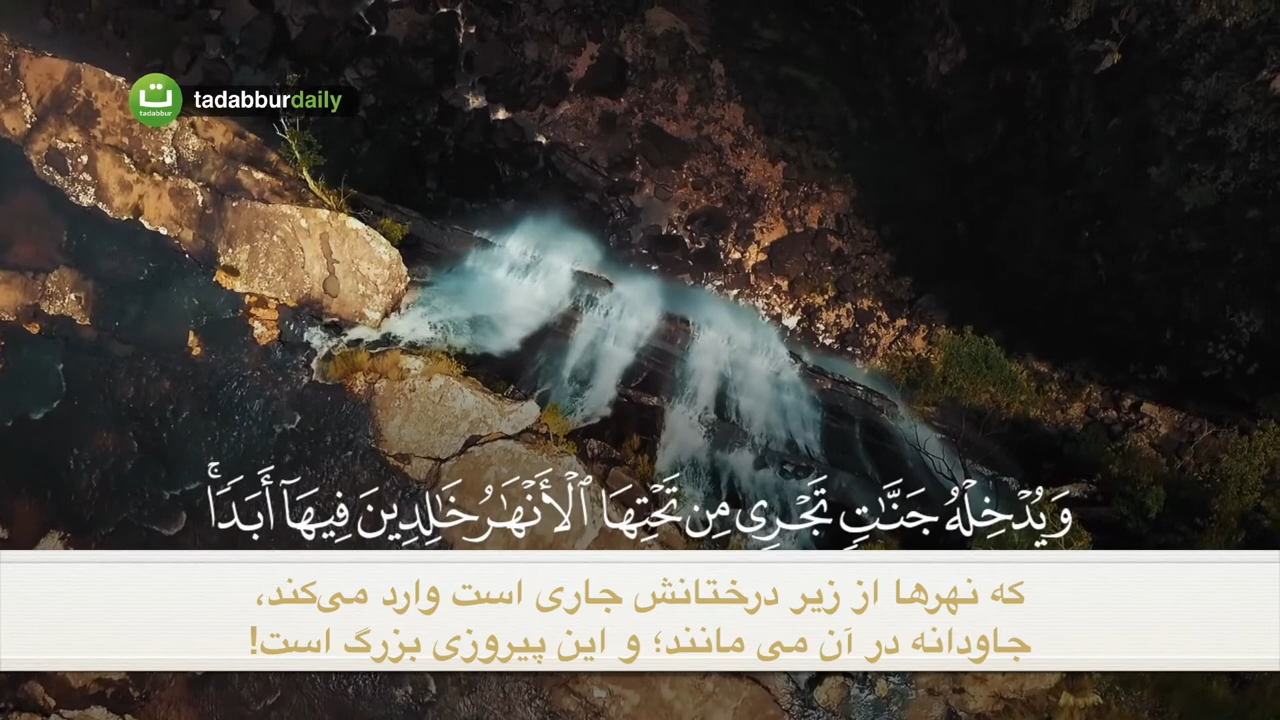 ت
tadabbur
tadabburdaily
وَيُدْخِلْهُ جَنَّٰتٍ تَجْرِى مِن تَحْتِهَا ٱلْأَنْهَٰرُ خَٰلِدِينَ فِيهَآ أَبَدًۭا ۚ
که نهرها از زیر درختانش جاری است وارد می‌کند،
جاودانه در آن می مانند؛ و این پیروزی بزرگ است!